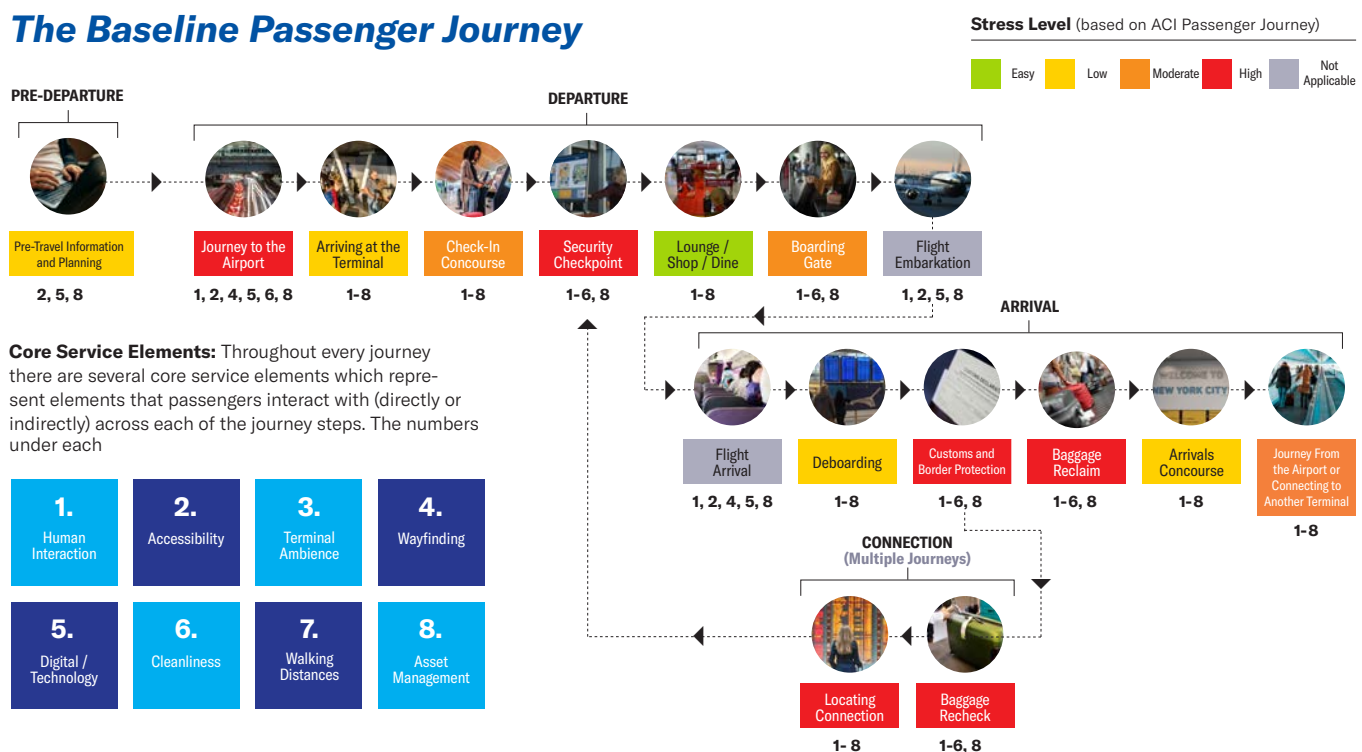 The Baseline Passenger Journey
Stress Level (based on ACI Passenger Journey)
Easy
Low
Moderate
High
Not
Applicable
PRE-DEPARTURE
DEPARTURE
Pre-Travel Information
and Planning
2, 5, 8
Journey to the
Airport
1, 2, 4, 5, 6, 8
Arriving at the
Terminal
1-8
Check-In
Concourse
1-8
Security
Checkpoint
1-6, 8
Lounge /
Shop / Dine
1-8
Boarding
Gate
1-6, 8
Flight
Embarkation
1, 2, 5, 8
ARRIVAL
WELCOME TO
NEW YORK CITY
Flight
Arrival
1, 2, 4, 5, 8
Deboarding
1-8
Customs and
Border Protection
1-6, 8
Baggage
Reclaim
1-6, 8
Arrivals
Concourse
1-8
Journey From
the Airport or
Connecting to
Another Terminal
1-8
Core Service Elements: Throughout every journey
there are several core service elements which repre-
sent elements that passengers interact with (directly or
indirectly) across each of the journey steps. The numbers
under each
1.
Human
Interaction
2.
Accessibility
3.
Terminal
Ambience
4.
Wayfinding
5.
Digital /
Technology
6.
Cleanliness
7.
Walking
Distances
8.
Asset
Management
CONNECTION
(Multiple Journeys)
Locating
Connection
1- 8
Baggage
Recheck
1-6, 8